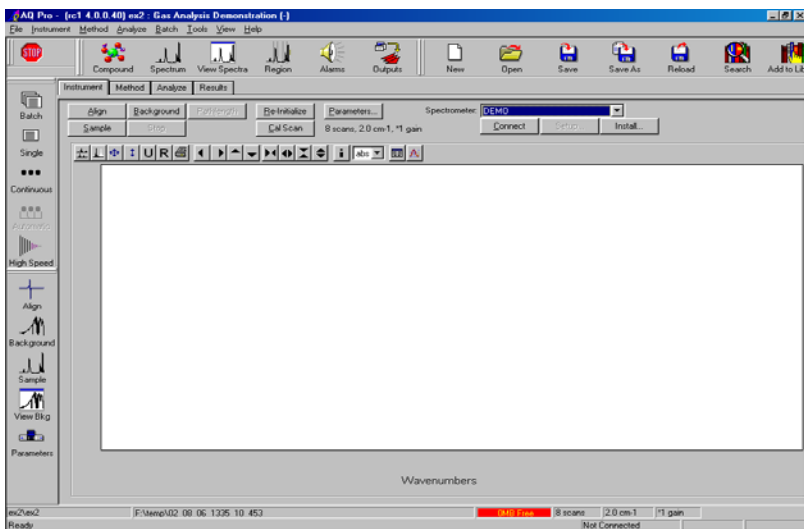 AQ Pro - (rc1 4.0.0.40) ex2 : Gas Analysis Demonstration (-)
File Instrument Method Analyze Batch Tools View Help
STOP
Compound Spectrum View Spectra Region Alarms Outputs New Open Save Save As Reload Search Add to Lib
Instrument Method Analyze Results
Batch
Align Background Pathlength Re-Initialize Parameters... Spectrometer: DEMO
Sample Stop Cal Scan 8 scans, 2.0 cm-1, *1 gain Connect Setup... Install...
Single
U R i abs
Continuous
Automatic
High Speed
Align
Background
Sample
View Bkg
Parameters
Wavenumbers
ex2\ex2 F:\temp\02 08 06 1335 10 453 0MB Free 8 scans 2.0 cm-1 *1 gain
Ready Not Connected